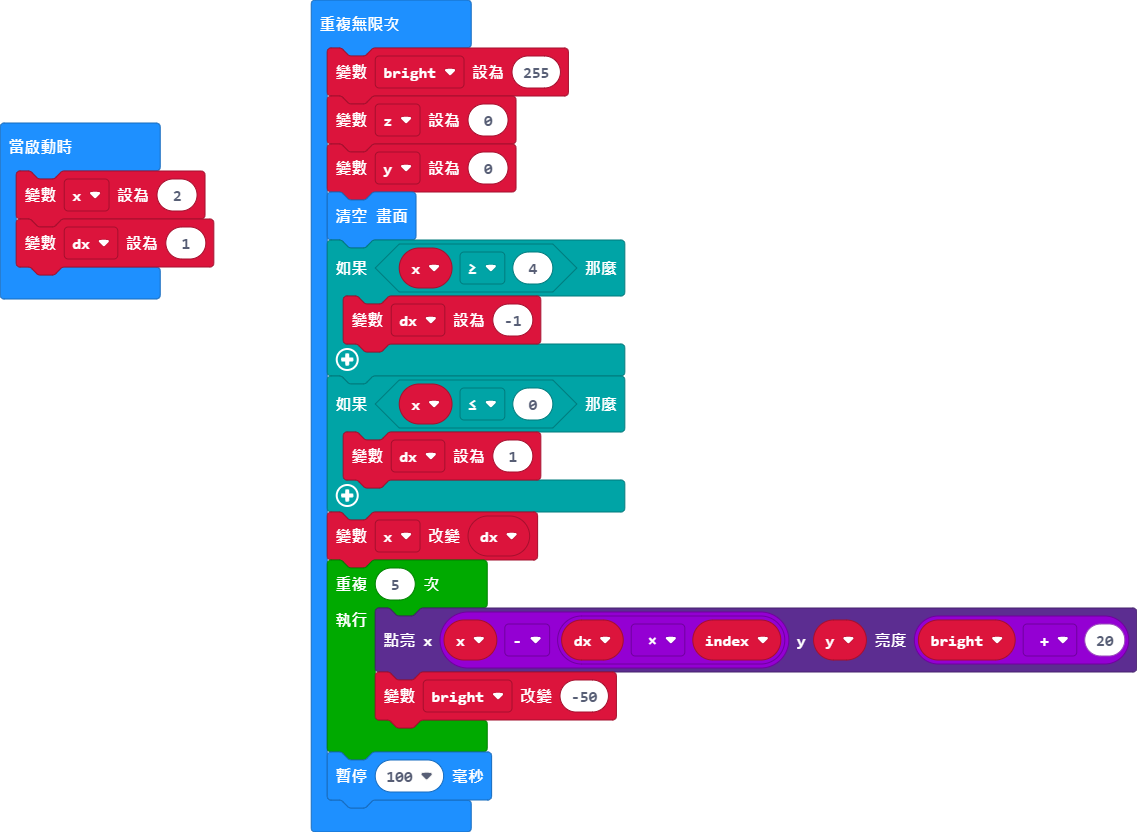 當啟動時
變數 x 設為 2
變數 dx 設為 1
重複無限次
變數 bright 設為 255
變數 z 設為 0
變數 y 設為 0
清空 畫面
如果 x ≥ 4 那麼
變數 dx 設為 -1
如果 x ≤ 0 那麼
變數 dx 設為 1
變數 x 改變 dx
重複 5 次
執行
點亮 x x - dx × index y y 亮度 bright + 20
變數 bright 改變 -50
暫停 100 毫秒